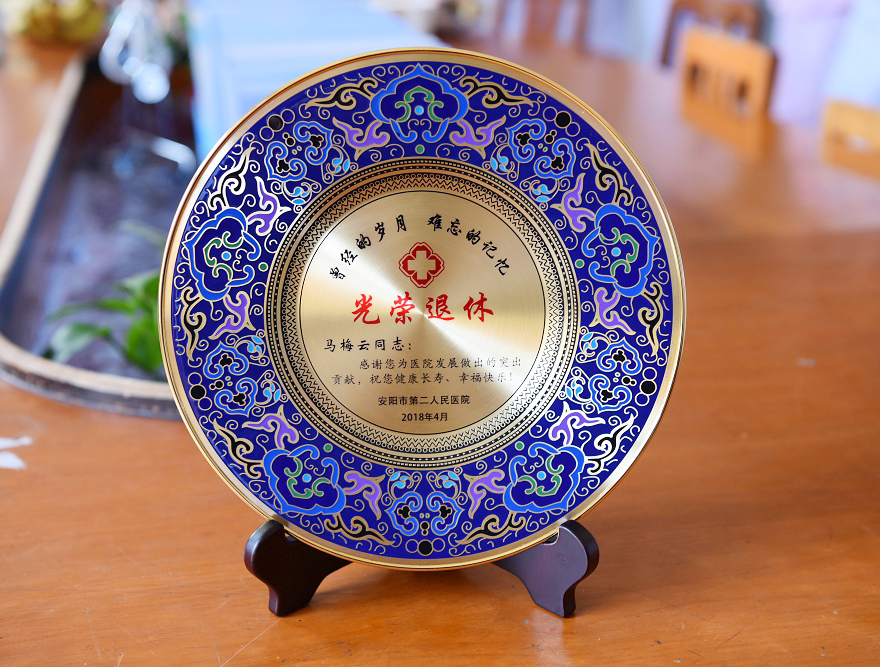 曾经的岁月 难忘的记忆
光荣退休
马梅云同志：
感谢您为医院发展做出的突出
贡献，祝您健康长寿、幸福快乐！
安阳市第二人民医院
2018年4月